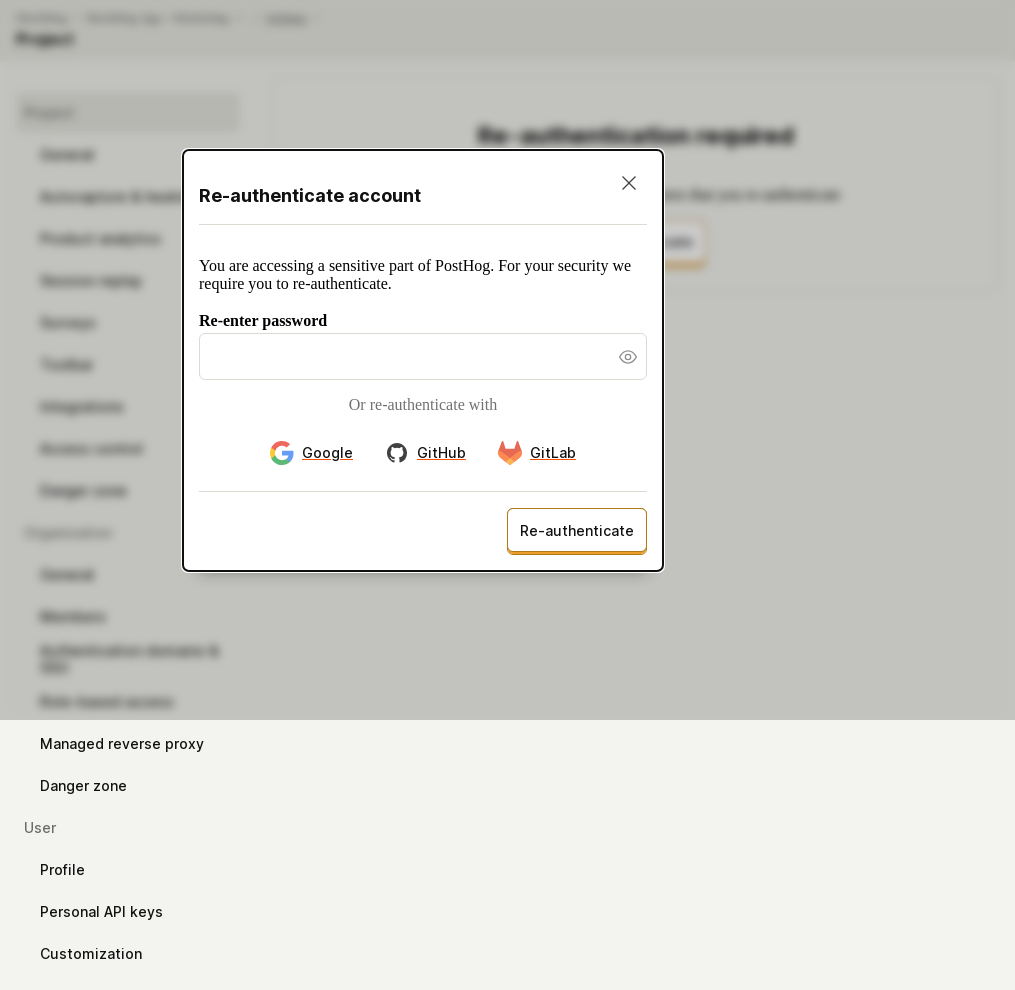 Project
Project
Re-authentication required
General
Product analytics
Session replay
Surveys
Toolbar
Integrations
Access control
Danger zone
Organization
General
Members
Authentication domains &
SSO
Role-based access
Re-authenticate account
You are accessing a sensitive part of PostHog. For your security we
require you to re-authenticate.
Re-enter password
Or re-authenticate with
Google GitHub GitLab
Re-authenticate
Managed reverse proxy
Danger zone
User
Profile
Personal API keys
Customization